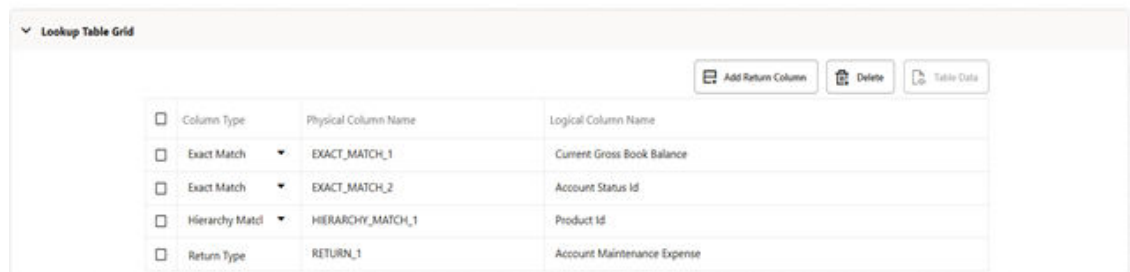 Lookup Table Grid
Add Return Column Delete Table Data
Column Type Physical Column Name Logical Column Name
Exact Match EXACT_MATCH_1 Current Gross Book Balance
Exact Match EXACT_MATCH_2 Account Status Id
Hierarchy Matcl HIERARCHY_MATCH_1 Product Id
Return Type RETURN_1 Account Maintenance Expense